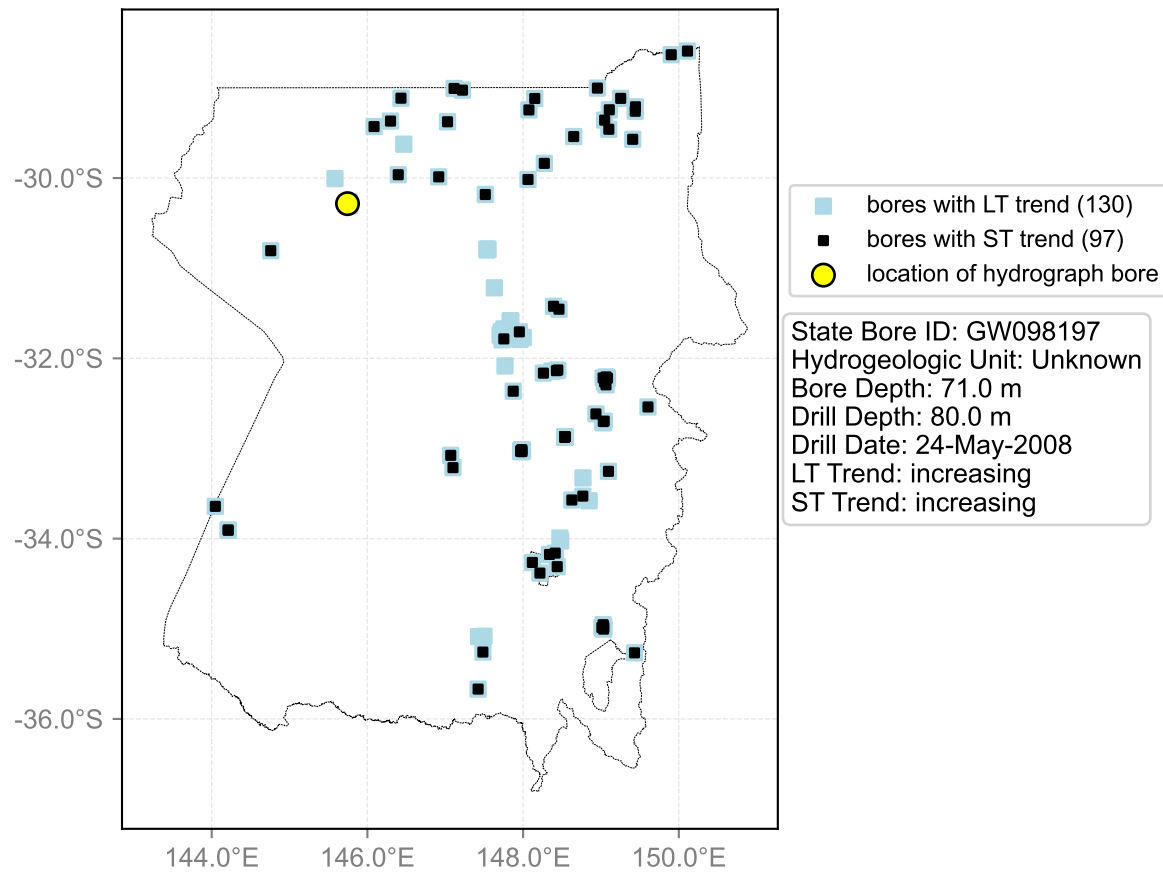 -30.0°S
-32.0°S
-34.0°S
-36.0°S
144.0°E
146.0°E
148.0°E
150.0°E
bores with LT trend (130)
bores with ST trend (97)
location of hydrograph bore
State Bore ID: GW098197
Hydrogeologic Unit: Unknown
Bore Depth: 71.0 m
Drill Depth: 80.0 m
Drill Date: 24-May-2008
LT Trend: increasing
ST Trend: increasing